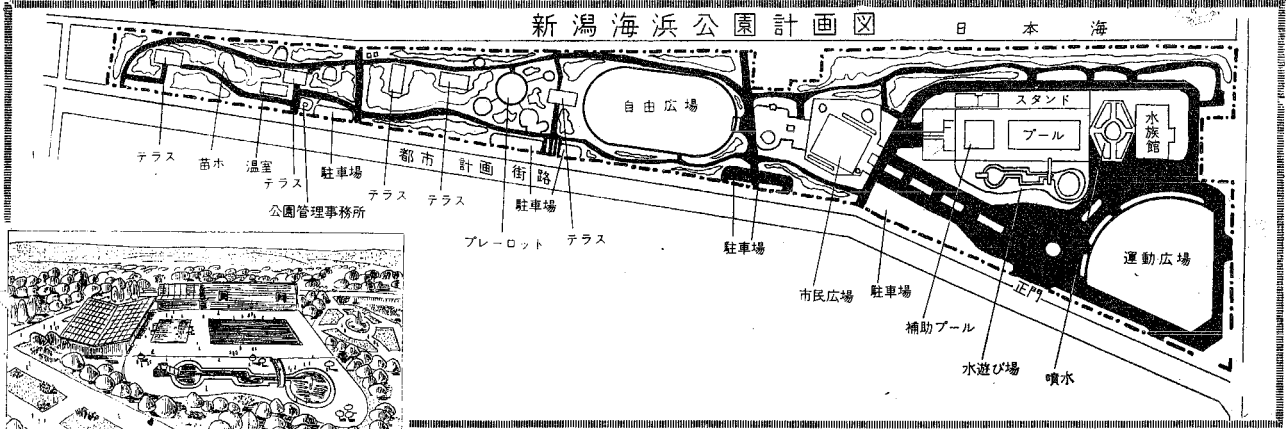 新潟海浜公園計画図
日本海
自由広場
スタンド
プール
水族館
テラス
苗ホ
温室
テラス
駐車場
公園管理事務所
都市計画街路
テラス
テラス
プレーロット
駐車場
テラス
駐車場
市民広場
駐車場
正門
運動広場
補助プール
水遊び場
噴水